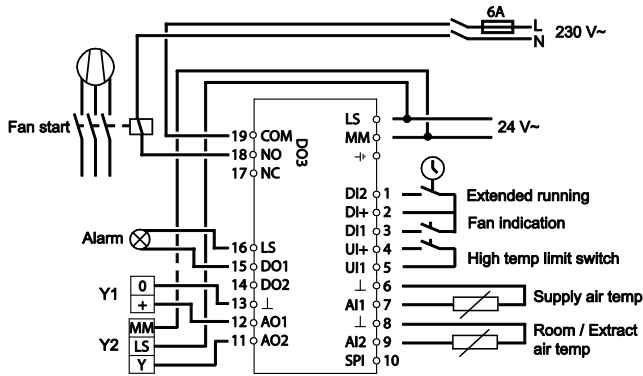 6A
L
N
230 V~
Fan start
24 V~
LS
MM
19 COM
18 NO
17 NC
DO3
DI2 1
DI+ 2
DI1 3
UI+ 4
UI1 5
⊥ 6
AI1 7
⊥ 8
AI2 9
SPI 10
Extended running
Fan indication
High temp limit switch
Supply air temp
Room / Extract
air temp
Alarm
16 LS
15 DO1
14 DO2
13 ⊥
12 AO1
11 AO2
Y1
0
+
Y2
MM
LS
Y